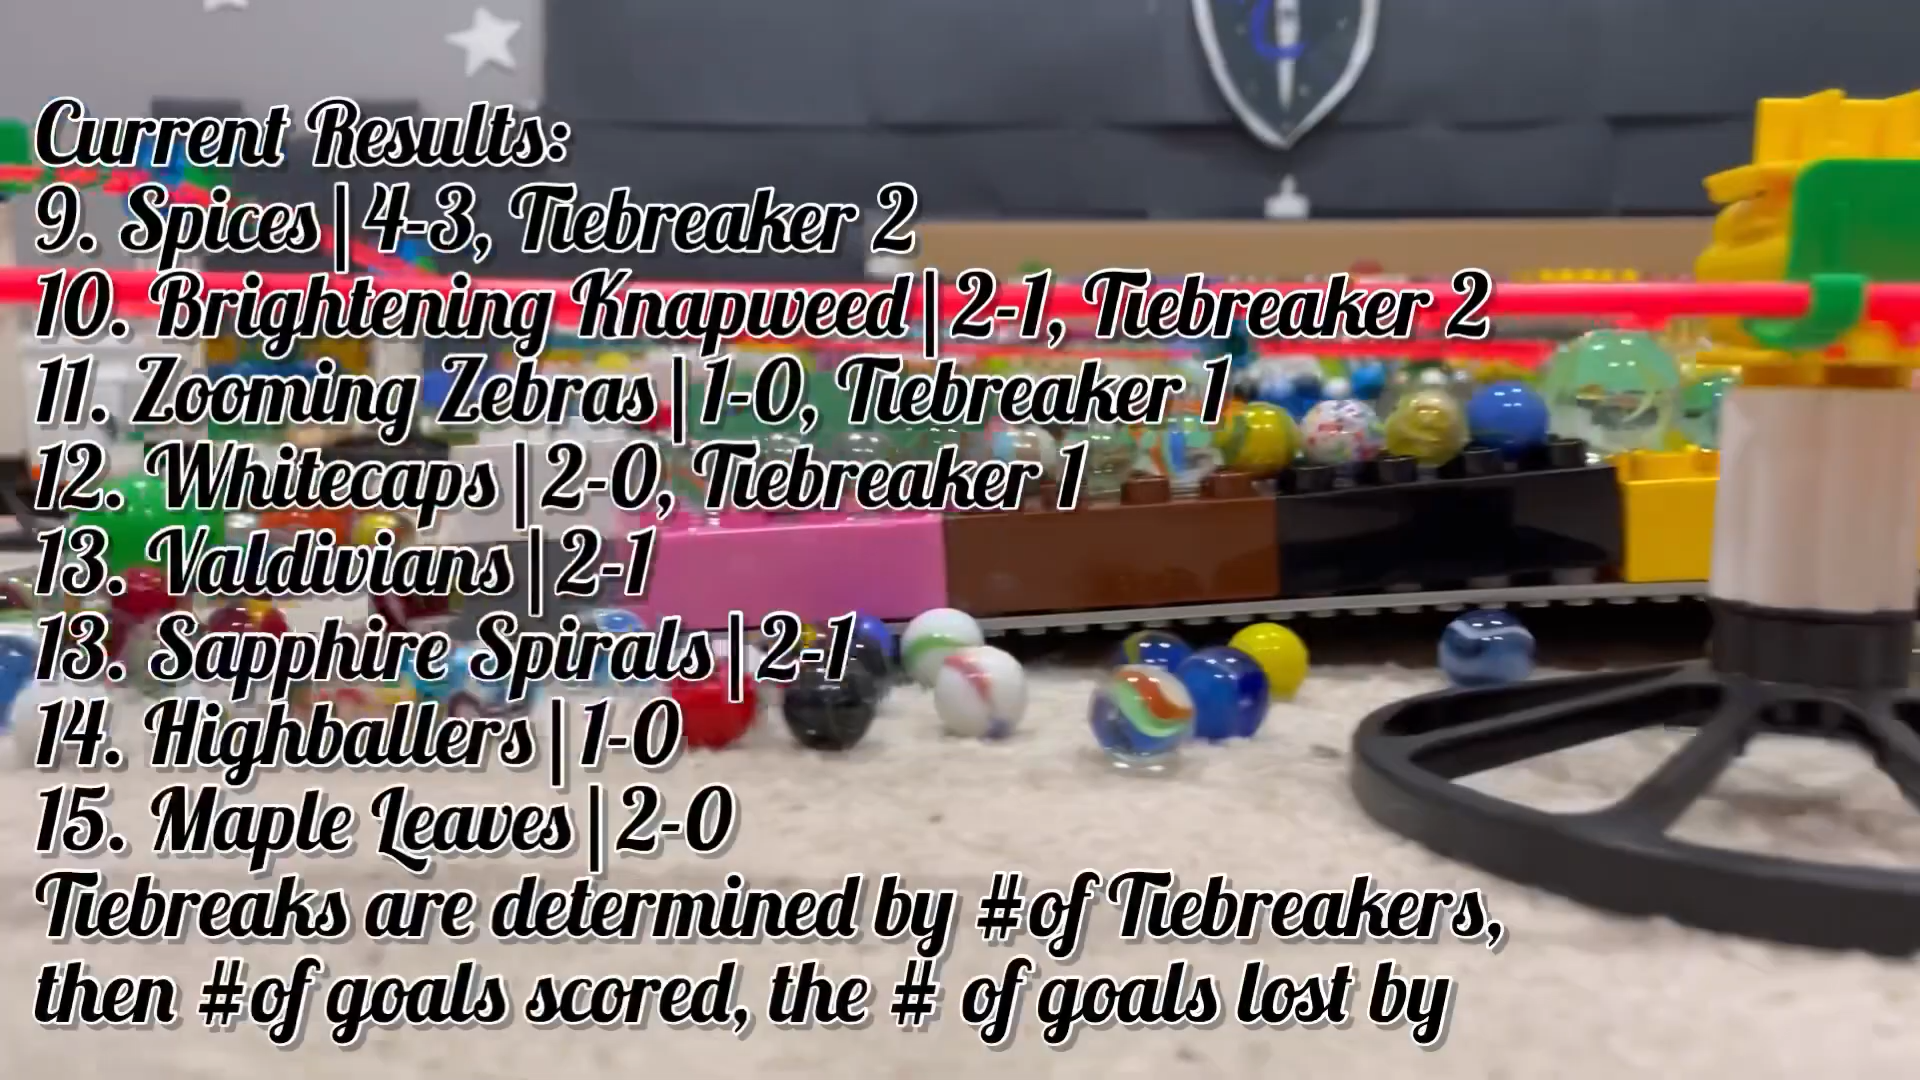 Current Results:
9. Spices|4-3, Tiebreaker 2
10. Brightening Knapweed|2-1, Tiebreaker 2
11. Zooming Zebras|1-0, Tiebreaker 1
12. Whitecaps|2-0, Tiebreaker 1
13. Valdivians|2-1
13. Sapphire Spirals|2-1
14. Highballers|1-0
15. Maple Leaves|2-0
Tiebreaks are determined by #of Tiebreakers,
then #of goals scored, the # of goals lost by